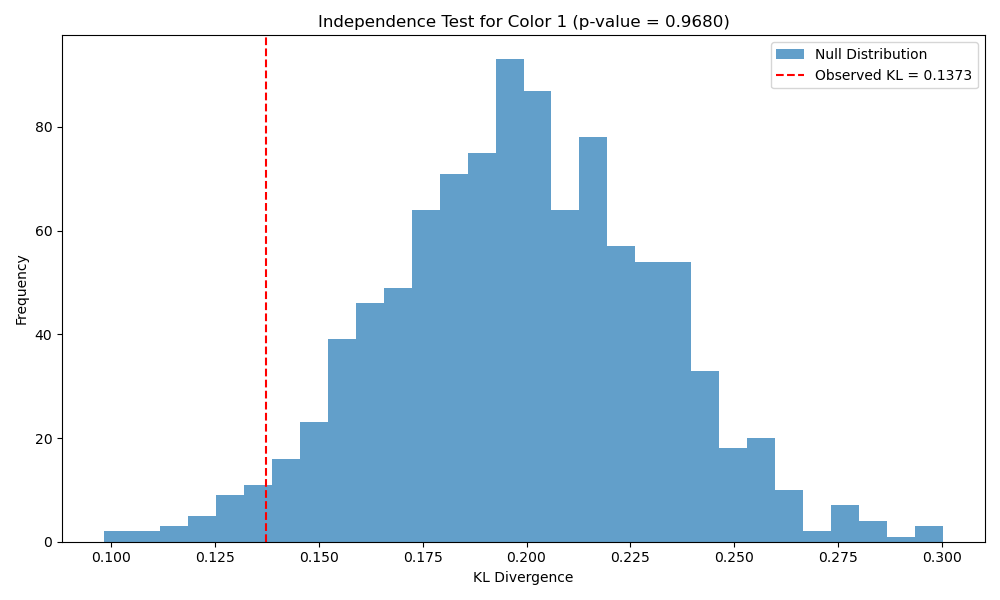 Independence Test for Color 1 (p-value = 0.9680)
Null Distribution
Observed KL = 0.1373
Frequency
80
60
40
20
0
0.100 0.125 0.150 0.175 0.200 0.225 0.250 0.275 0.300
KL Divergence